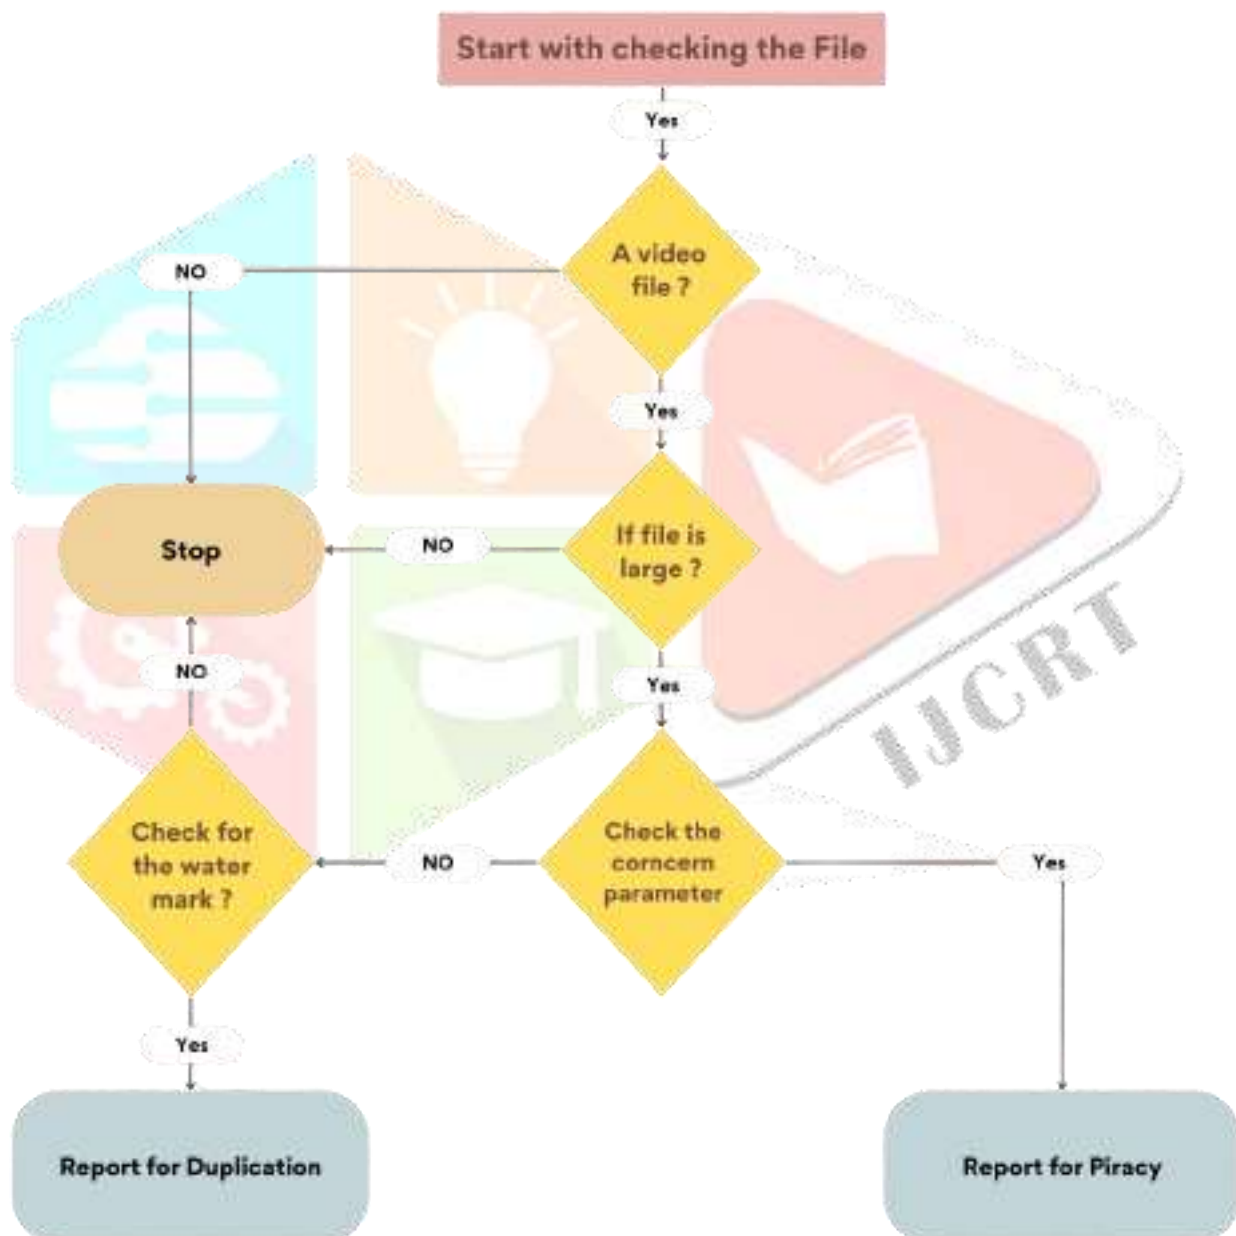 Start with checking the File
Yes
A video
file ?
NO
Yes
If file is
large ?
NO
Stop
Yes
NO
Check the
corncern
parameter
NO
Yes
Check for
the water
mark ?
Yes
Report for Duplication
Report for Piracy
IJCRT